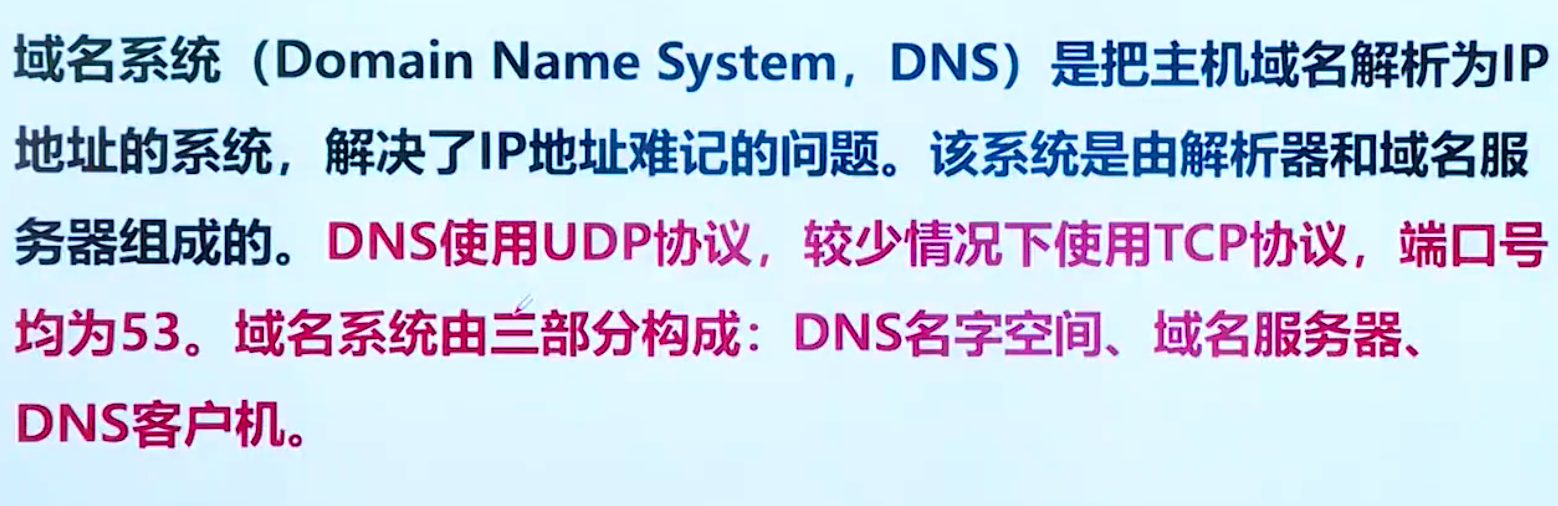 域名系统（Domain Name System，DNS）是把主机域名解析为IP
地址的系统，解决了IP地址难记的问题。该系统是由解析器和域名服
务器组成的。DNS使用UDP协议，较少情况下使用TCP协议，端口号
均为53。域名系统由三部分构成：DNS名字空间、域名服务器、
DNS客户机。